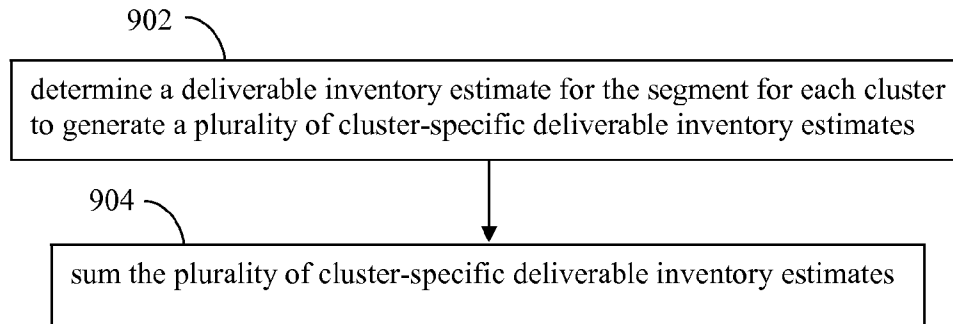 902
determine a deliverable inventory estimate for the segment for each cluster
to generate a plurality of cluster-specific deliverable inventory estimates
904
sum the plurality of cluster-specific deliverable inventory estimates